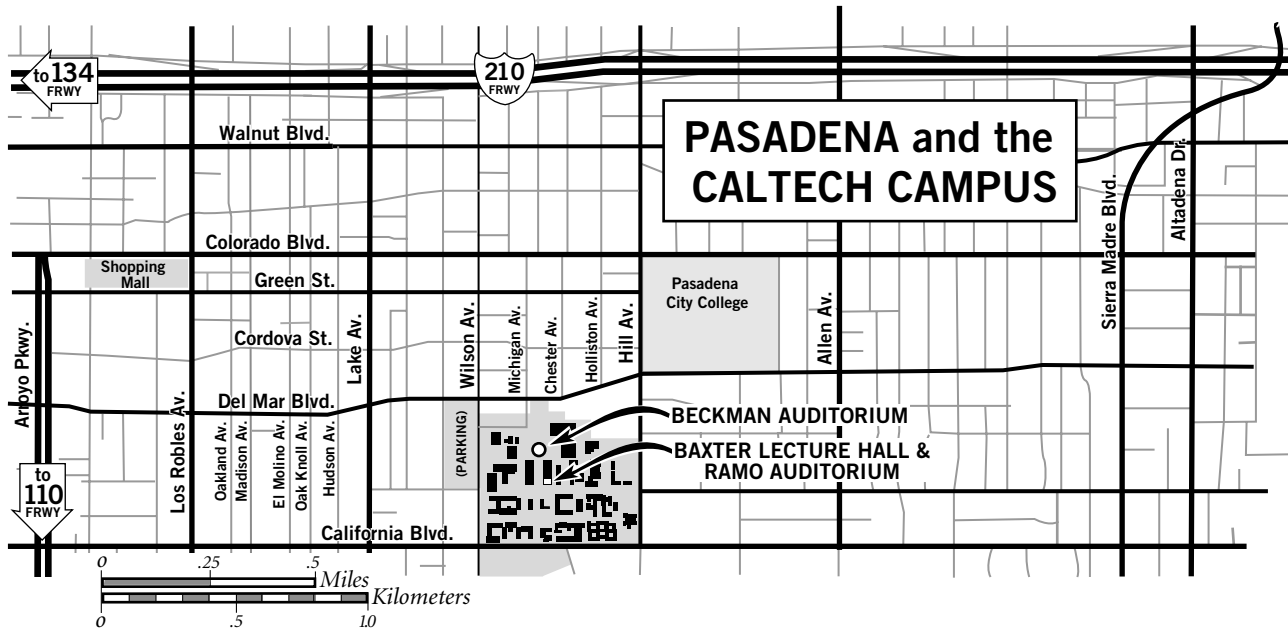 to 134
FRWY
210
FRWY
Walnut Blvd.
PASADENA and the
CALTECH CAMPUS
Altadena Dr.
Sierra Madre Blvd.
Colorado Blvd.
Shopping
Mall
Green St.
Pasadena
City College
Arroyo Pkwy.
Cordova St.
Lake Av.
Wilson Av.
Michigan Av.
Chester Av.
Holliston Av.
Hill Av.
Allen Av.
Del Mar Blvd.
Los Robles Av.
Oakland Av.
Madison Av.
El Molino Av.
Oak Knoll Av.
Hudson Av.
(PARKING)
BECKMAN AUDITORIUM
BAXTER LECTURE HALL &
RAMO AUDITORIUM
to
110
FRWY
California Blvd.
0 .25 .5
Miles
Kilometers
0 .5 1.0